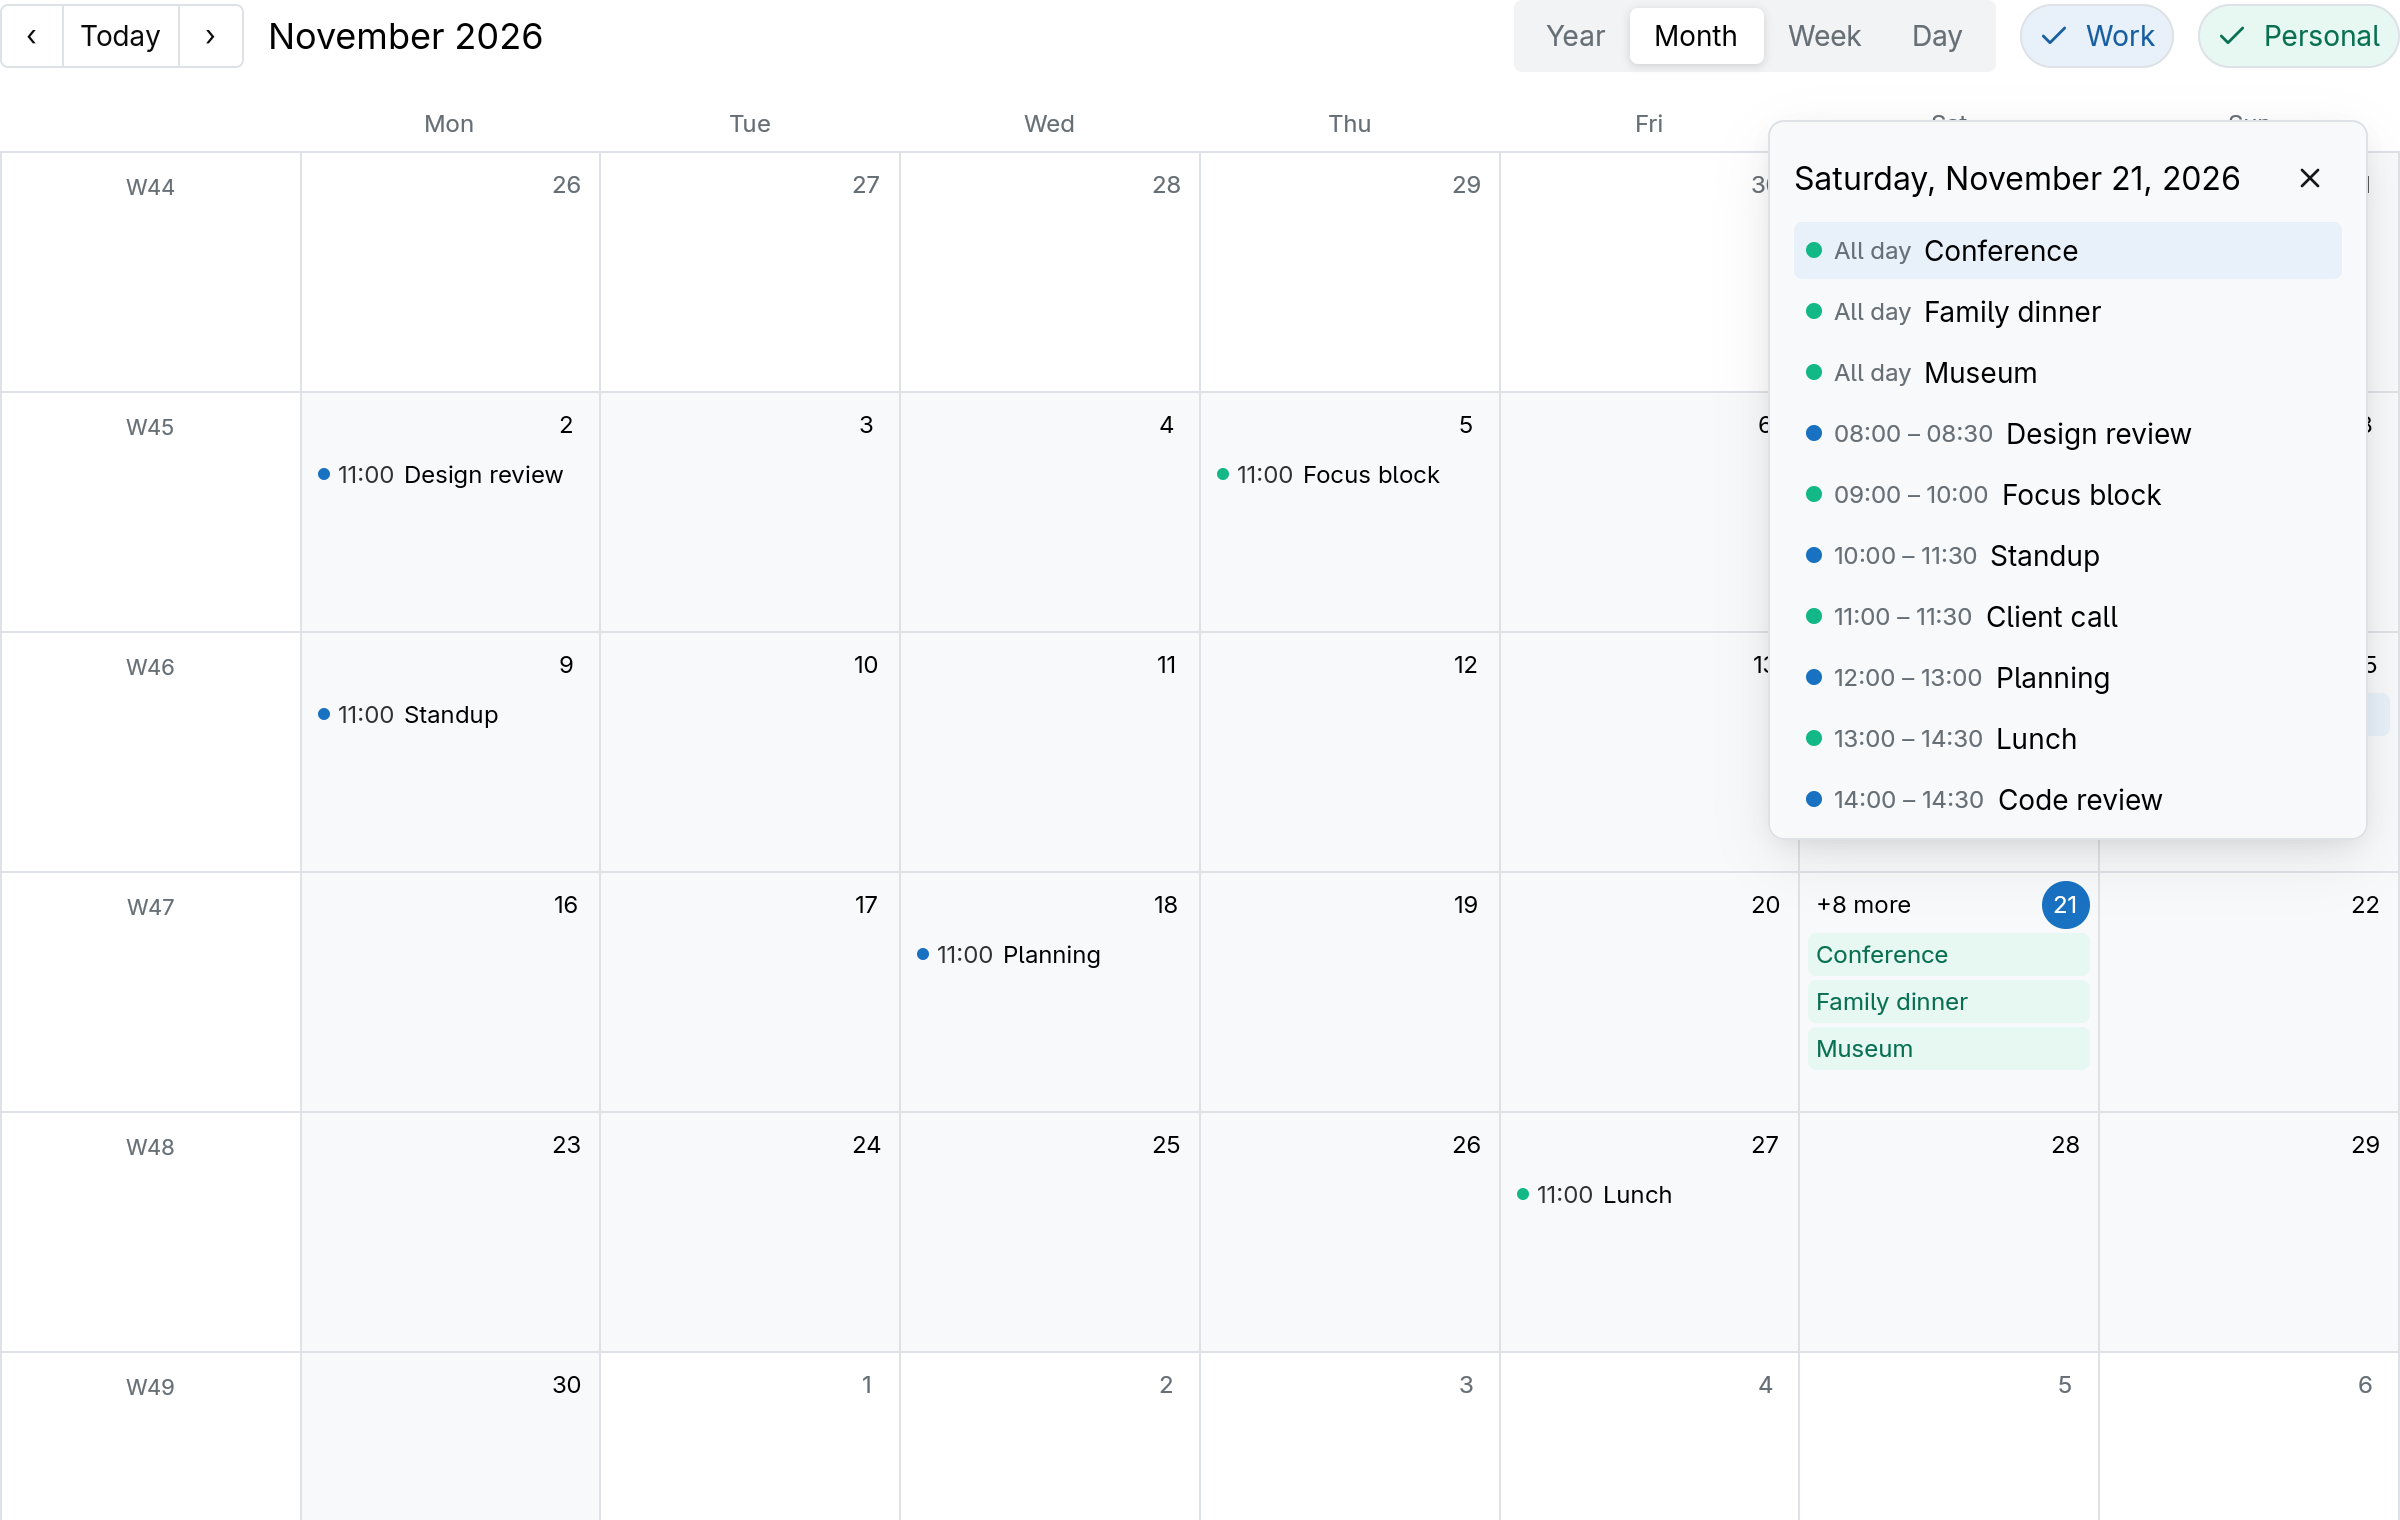 ‹ Today › November 2026 Year Month Week Day Work Personal
Mon Tue Wed Thu Fri
Saturday, November 21, 2026
All day Conference
All day Family dinner
All day Museum
08:00 – 08:30 Design review
09:00 – 10:00 Focus block
10:00 – 11:30 Standup
11:00 – 11:30 Client call
12:00 – 13:00 Planning
13:00 – 14:30 Lunch
14:00 – 14:30 Code review
W44 26 27 28 29
W45 2 3 4 5
11:00 Design review
11:00 Focus block
W46 9 10 11 12
11:00 Standup
W47 16 17 18 19 20 +8 more 21 22
11:00 Planning
Conference
Family dinner
Museum
W48 23 24 25 26 27 28 29
11:00 Lunch
W49 30 1 2 3 4 5 6